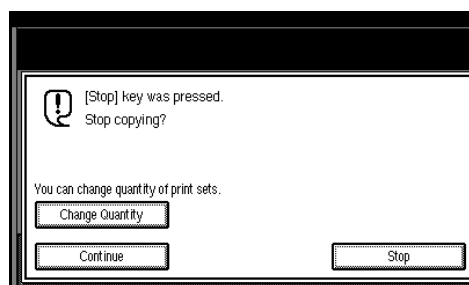 [Stop] key was pressed.
Stop copying?
You can change quantity of print sets.
Change Quantity
Continue
Stop